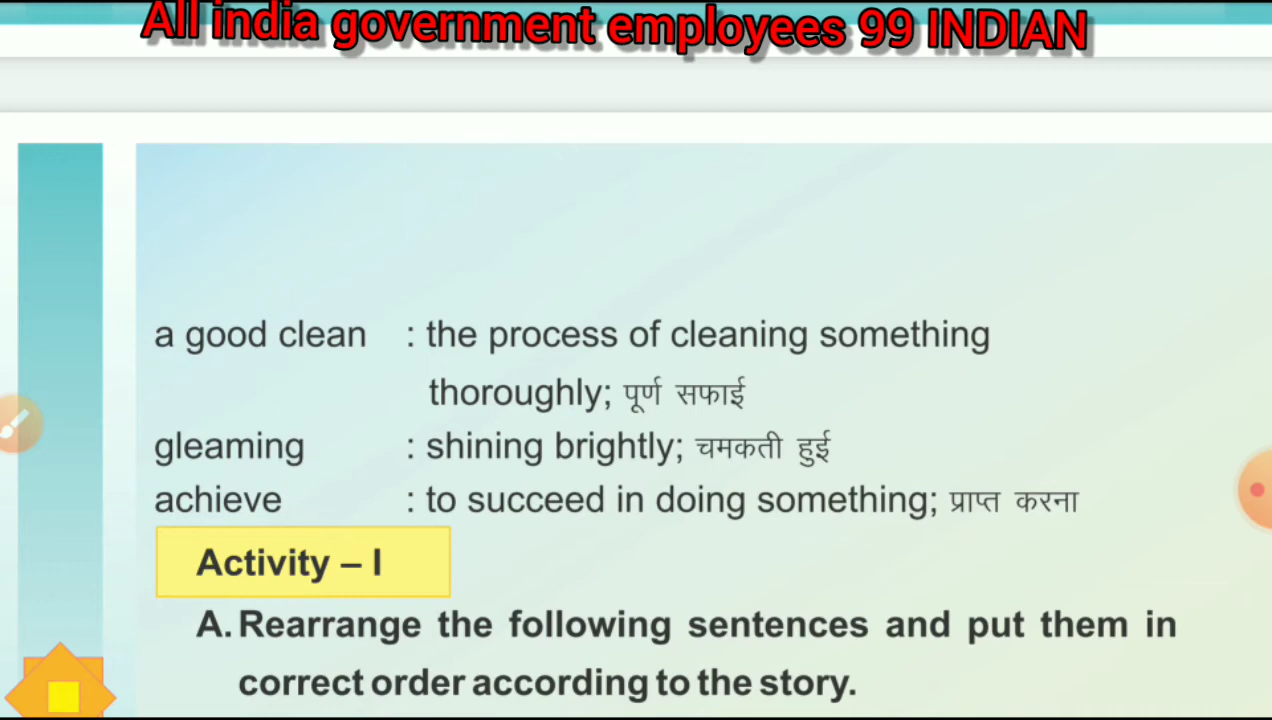 All india government employees 99 INDIAN
a good clean : the process of cleaning something
thoroughly; पूर्ण सफाई
gleaming : shining brightly; चमकती हुई
achieve : to succeed in doing something; प्राप्त करना
Activity – I
A. Rearrange the following sentences and put them in
correct order according to the story.